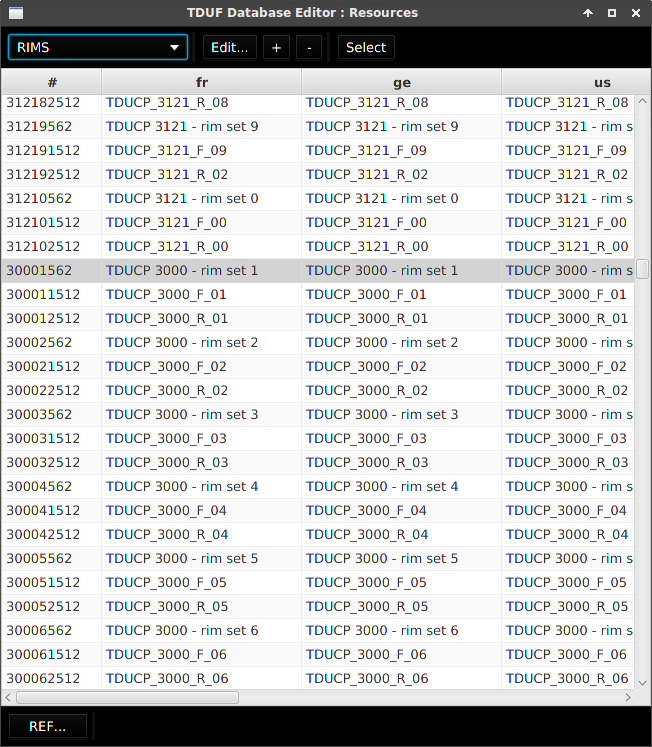 TDUF Database Editor : Resources
RIMS Edit... + - Select
# fr ge us
312182512 TDUCP_3121_R_08 TDUCP_3121_R_08 TDUCP_3121_R_08
31219562 TDUCP 3121 - rim set 9 TDUCP 3121 - rim set 9 TDUCP 3121 - rim s
312191512 TDUCP_3121_F_09 TDUCP_3121_F_09 TDUCP_3121_F_09
312192512 TDUCP_3121_R_02 TDUCP_3121_R_02 TDUCP_3121_R_02
31210562 TDUCP 3121 - rim set 0 TDUCP 3121 - rim set 0 TDUCP 3121 - rim s
312101512 TDUCP_3121_F_00 TDUCP_3121_F_00 TDUCP_3121_F_00
312102512 TDUCP_3121_R_00 TDUCP_3121_R_00 TDUCP_3121_R_00
30001562 TDUCP 3000 - rim set 1 TDUCP 3000 - rim set 1 TDUCP 3000 - rim s
300011512 TDUCP_3000_F_01 TDUCP_3000_F_01 TDUCP_3000_F_01
300012512 TDUCP_3000_R_01 TDUCP_3000_R_01 TDUCP_3000_R_01
30002562 TDUCP 3000 - rim set 2 TDUCP 3000 - rim set 2 TDUCP 3000 - rim s
300021512 TDUCP_3000_F_02 TDUCP_3000_F_02 TDUCP_3000_F_02
300022512 TDUCP_3000_R_02 TDUCP_3000_R_02 TDUCP_3000_R_02
30003562 TDUCP 3000 - rim set 3 TDUCP 3000 - rim set 3 TDUCP 3000 - rim s
300031512 TDUCP_3000_F_03 TDUCP_3000_F_03 TDUCP_3000_F_03
300032512 TDUCP_3000_R_03 TDUCP_3000_R_03 TDUCP_3000_R_03
30004562 TDUCP 3000 - rim set 4 TDUCP 3000 - rim set 4 TDUCP 3000 - rim s
300041512 TDUCP_3000_F_04 TDUCP_3000_F_04 TDUCP_3000_F_04
300042512 TDUCP_3000_R_04 TDUCP_3000_R_04 TDUCP_3000_R_04
30005562 TDUCP 3000 - rim set 5 TDUCP 3000 - rim set 5 TDUCP 3000 - rim s
300051512 TDUCP_3000_F_05 TDUCP_3000_F_05 TDUCP_3000_F_05
300052512 TDUCP_3000_R_05 TDUCP_3000_R_05 TDUCP_3000_R_05
30006562 TDUCP 3000 - rim set 6 TDUCP 3000 - rim set 6 TDUCP 3000 - rim s
300061512 TDUCP_3000_F_06 TDUCP_3000_F_06 TDUCP_3000_F_06
300062512 TDUCP_3000_R_06 TDUCP_3000_R_06 TDUCP_3000_R_06
REF...